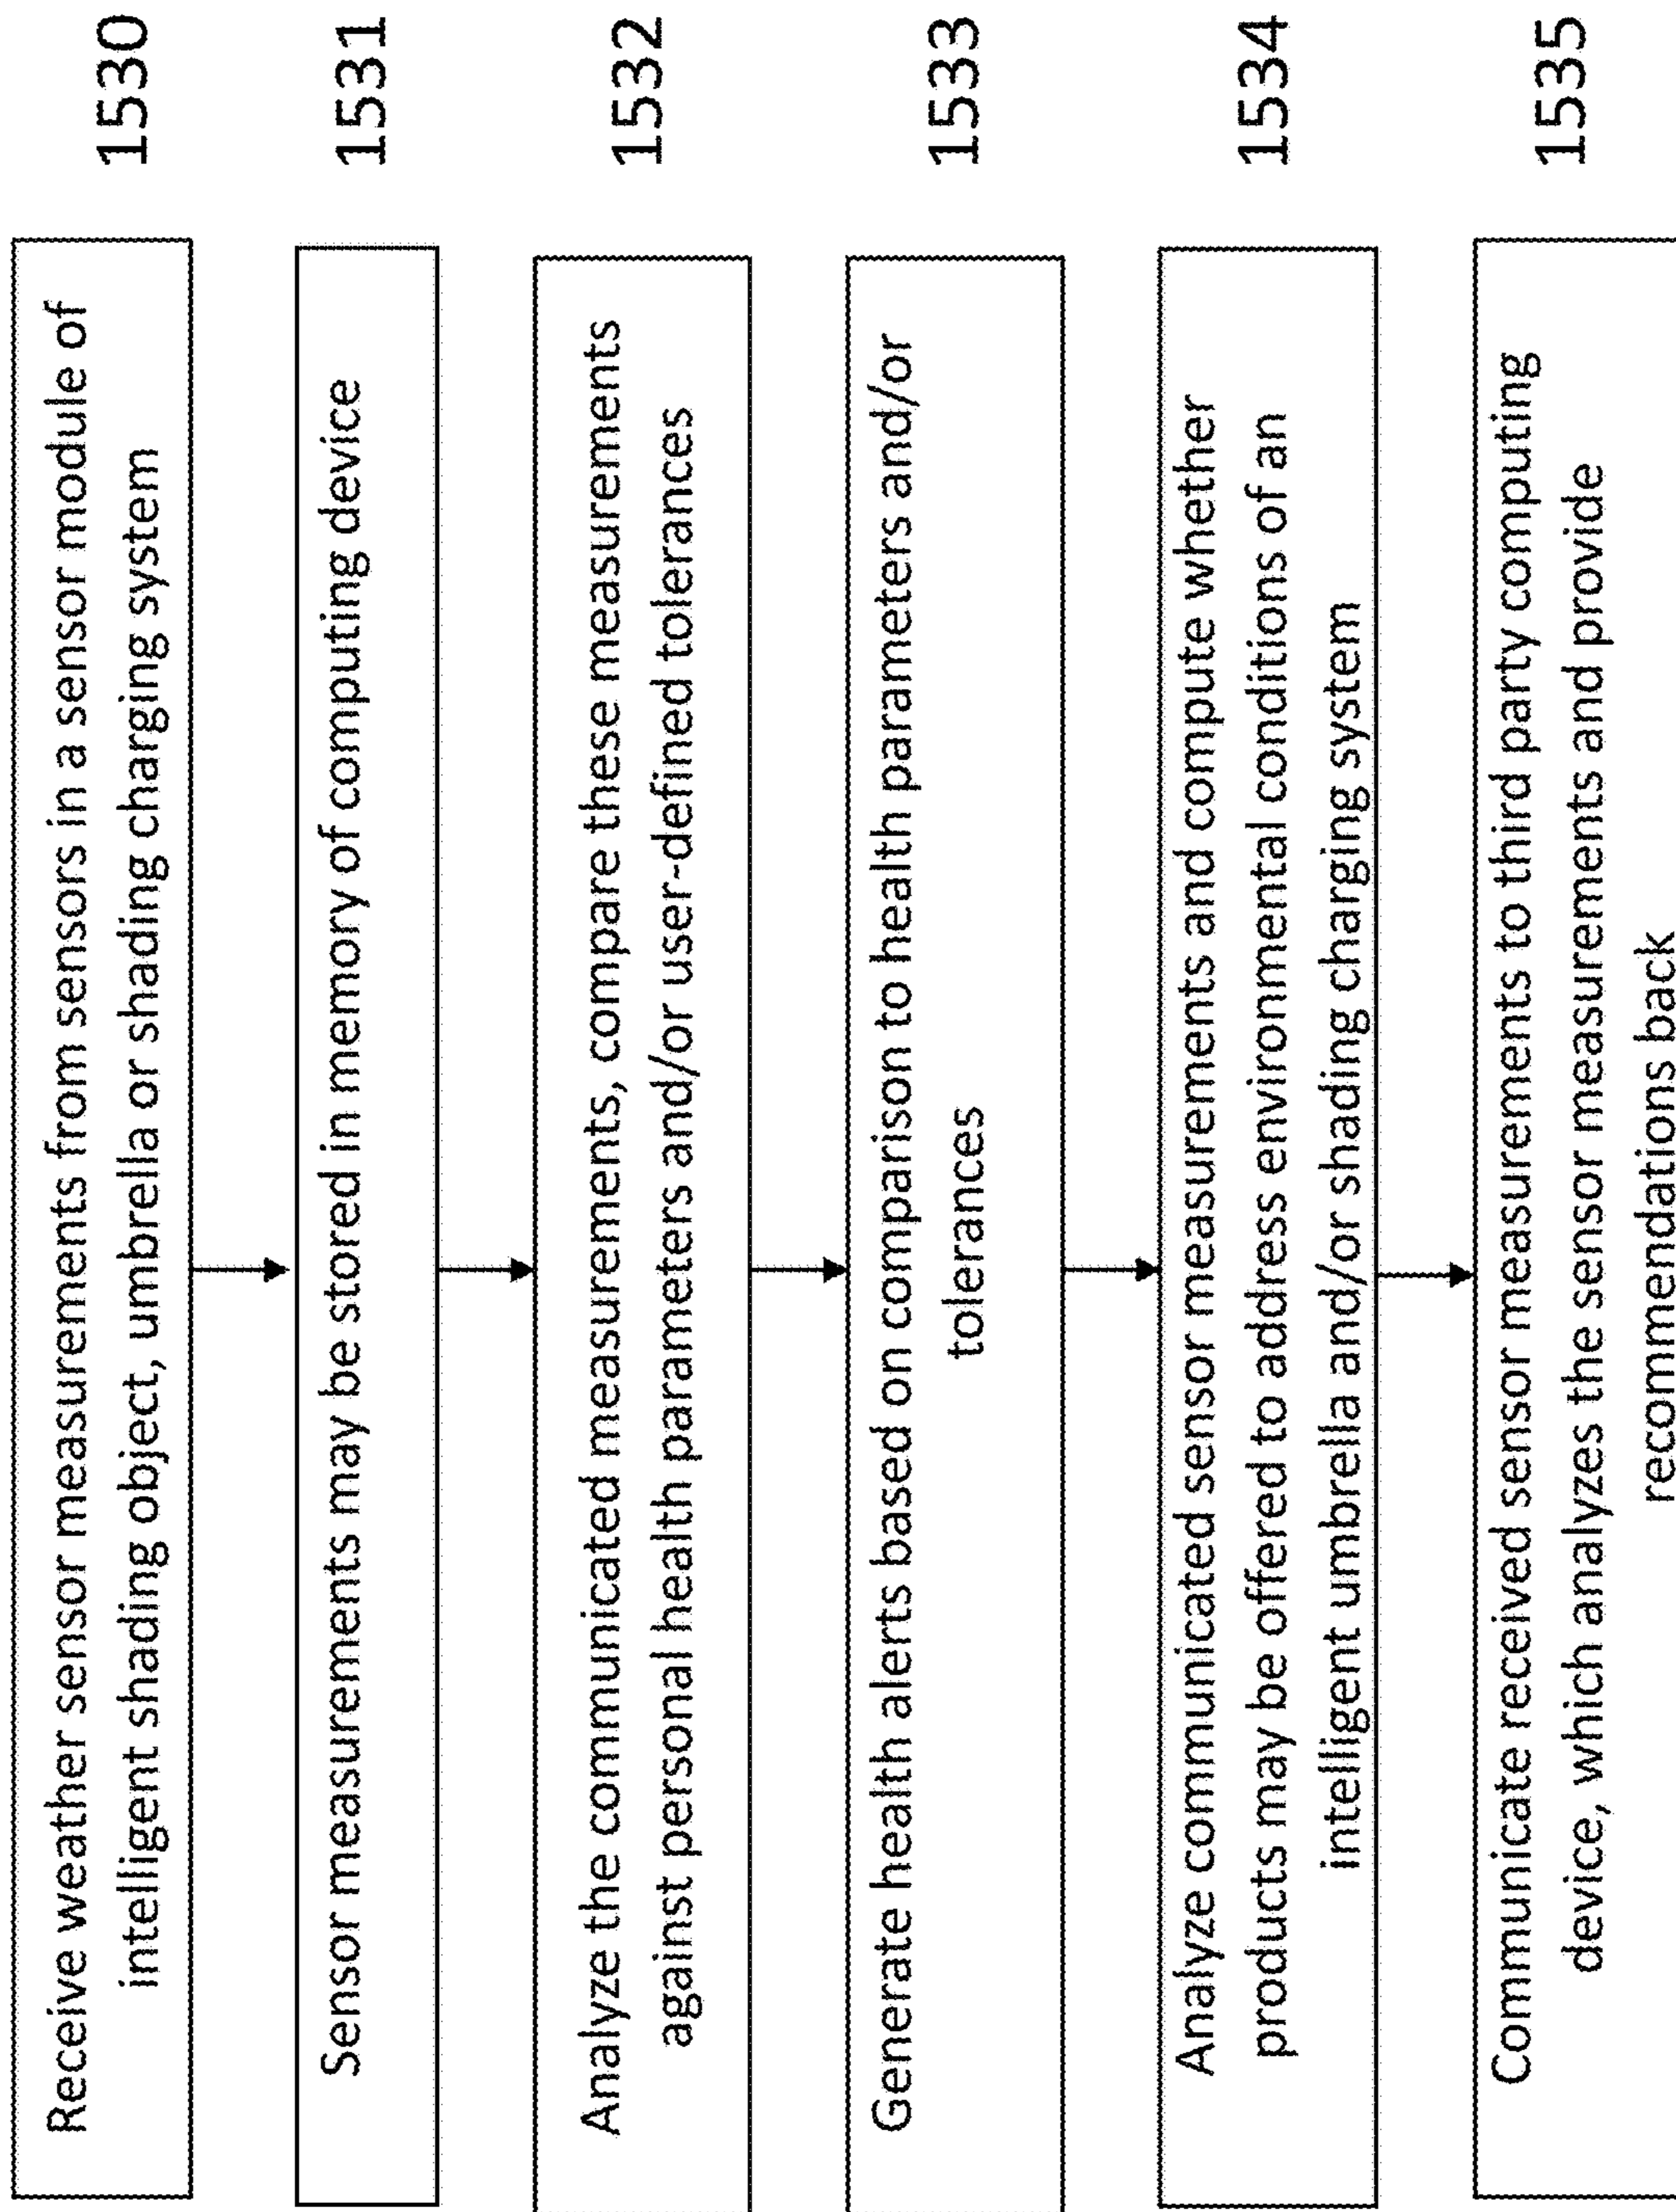 Receive weather sensor measurements from sensors in a sensor module of
intelligent shading object, umbrella or shading charging system
1530
Sensor measurements may be stored in memory of computing device
1531
Analyze the communicated measurements, compare these measurements
against personal health parameters and/or user-defined tolerances
1532
Generate health alerts based on comparison to health parameters and/or
tolerances
1533
Analyze communicated sensor measurements and compute whether
products may be offered to address environmental conditions of an
intelligent umbrella and/or shading charging system
1534
Communicate received sensor measurements to third party computing
device, which analyzes the sensor measurements and provide
recommendations back
1535